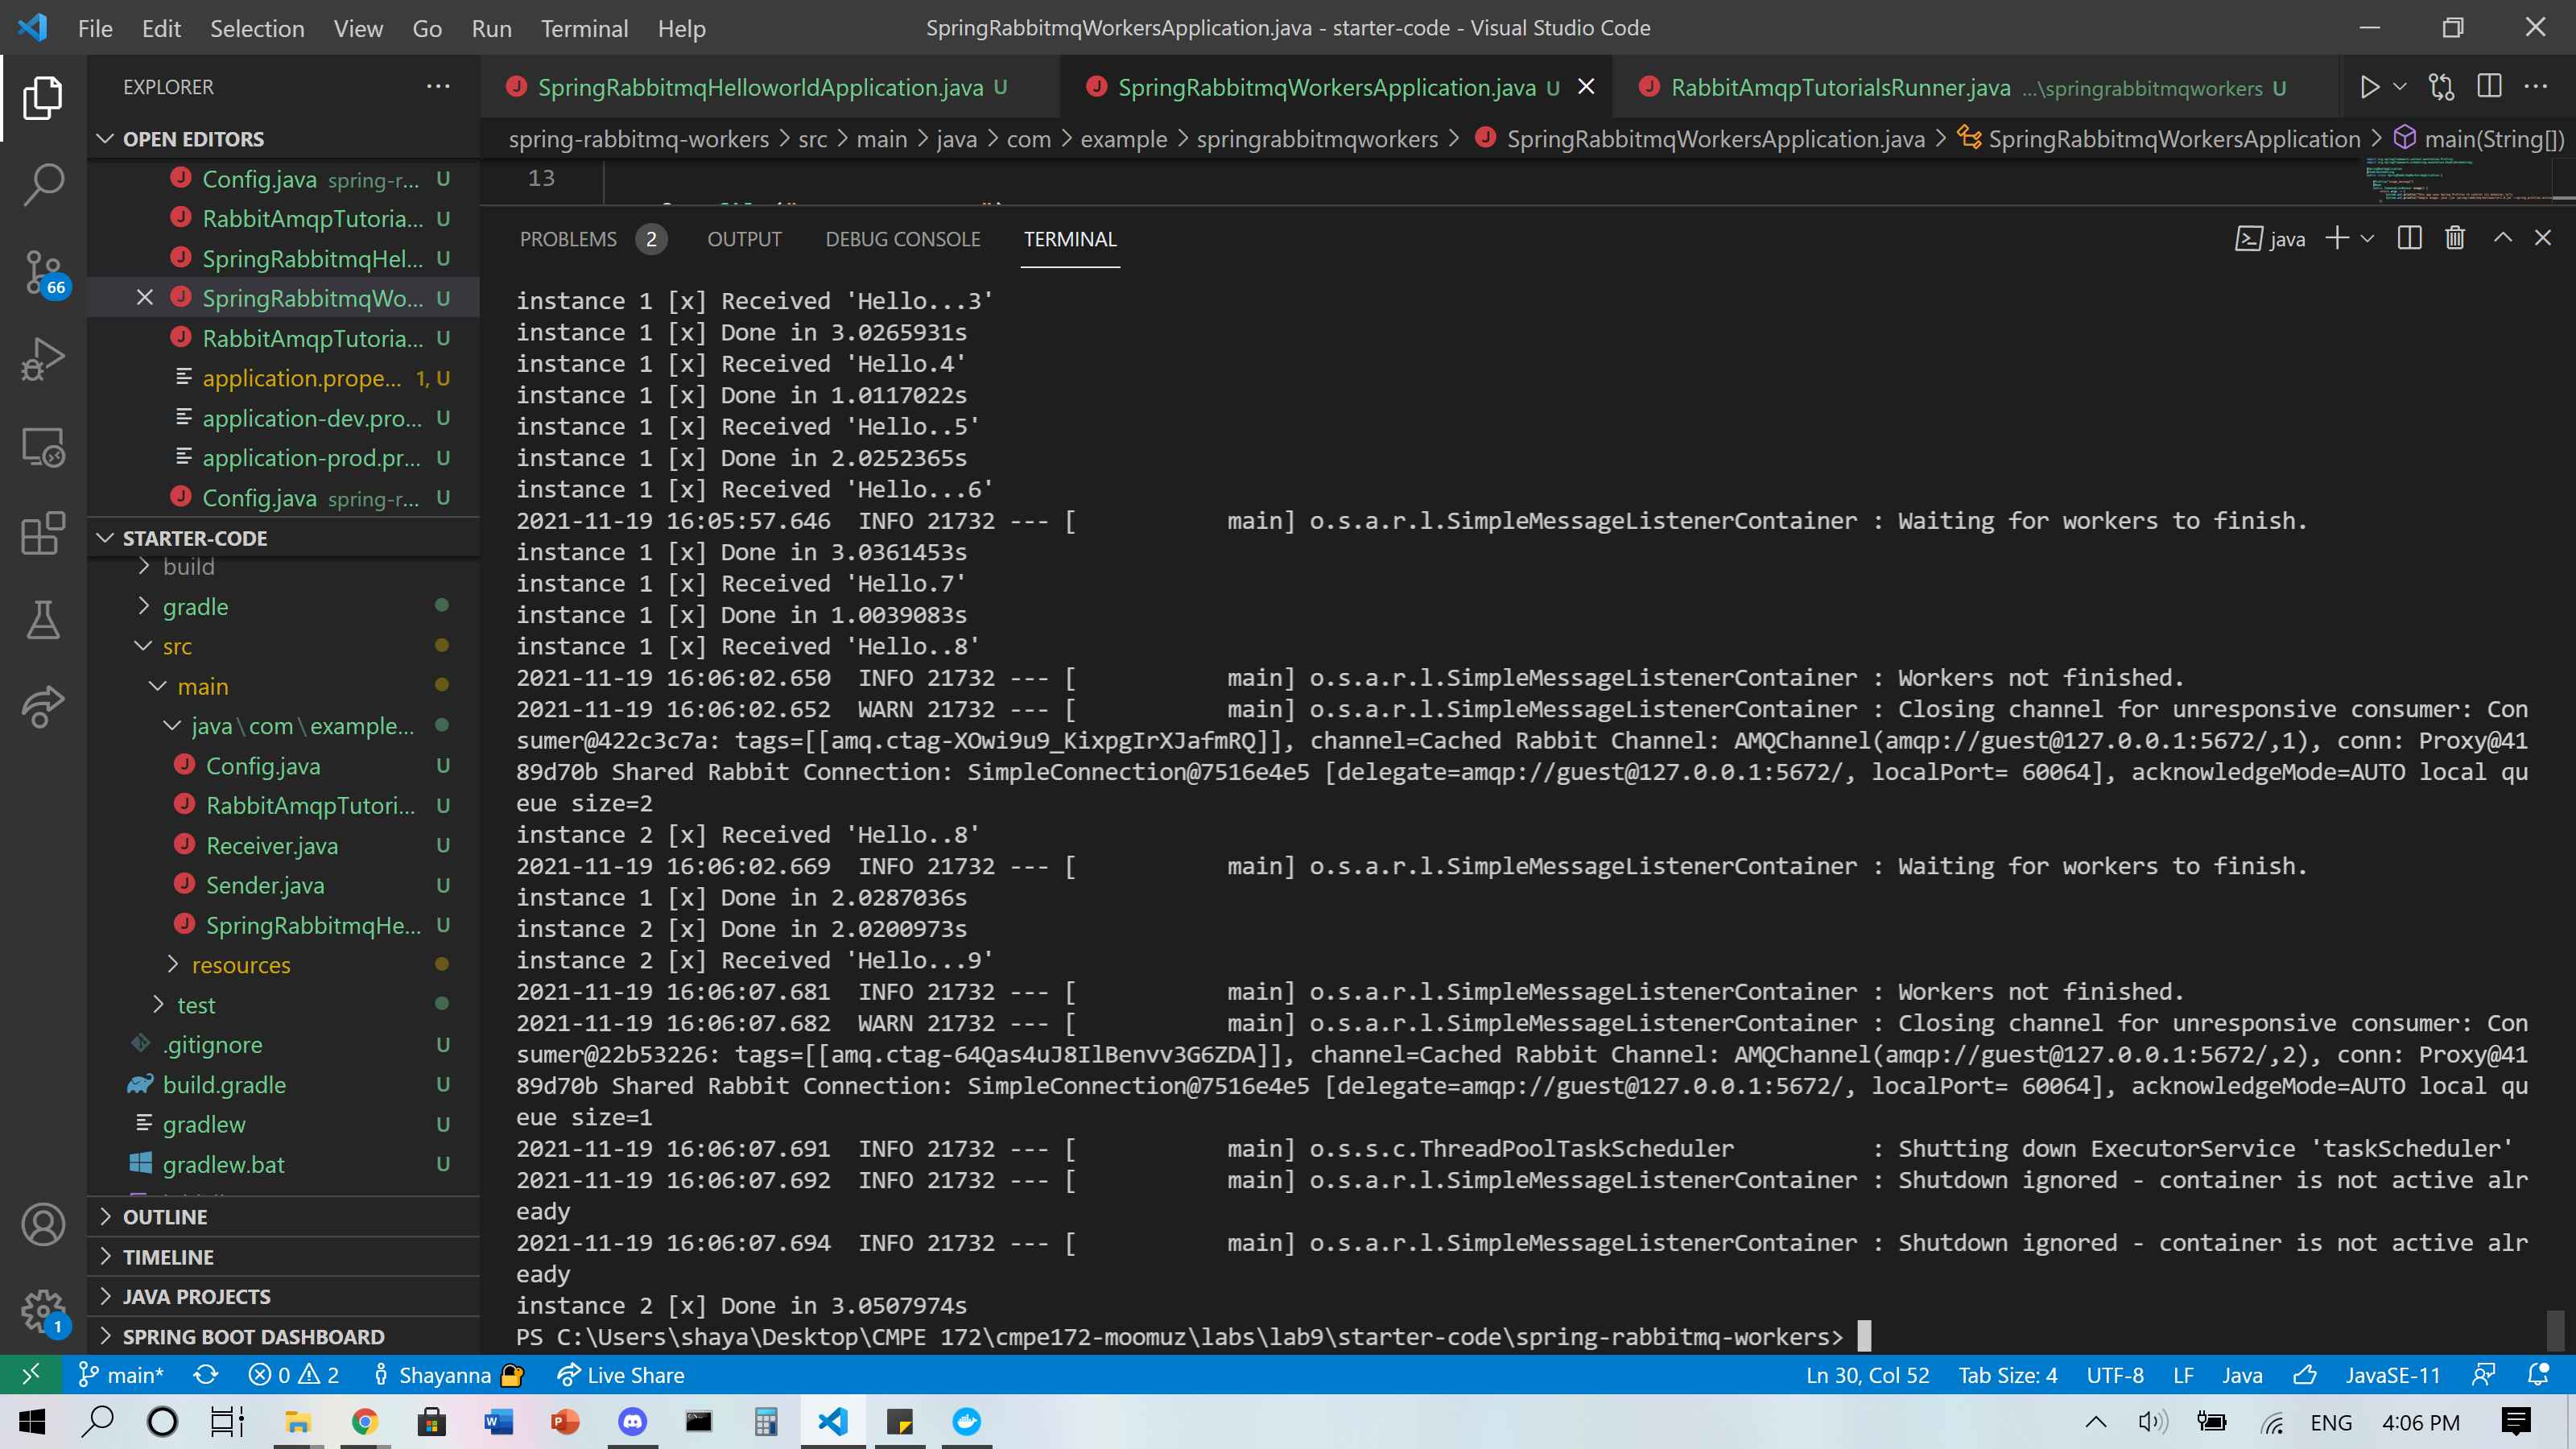 File Edit Selection View Go Run Terminal Help
SpringRabbitmqWorkersApplication.java - starter-code - Visual Studio Code
EXPLORER
OPEN EDITORS
Config.java spring-r... U
RabbitAmqpTutoria... U
SpringRabbitmqHel... U
SpringRabbitmqWo... U
RabbitAmqpTutoria... U
application.prope... 1, U
application-dev.pro... U
application-prod.pr... U
Config.java spring-r... U
STARTER-CODE
build
gradle
src
main
java\com\example...
Config.java U
RabbitAmqpTutori... U
Receiver.java U
Sender.java U
SpringRabbitmqHe... U
resources
test
.gitignore U
build.gradle U
gradlew U
gradlew.bat U
OUTLINE
TIMELINE
JAVA PROJECTS
SPRING BOOT DASHBOARD
66
1
SpringRabbitmqHelloworldApplication.java U
SpringRabbitmqWorkersApplication.java U
RabbitAmqpTutorialsRunner.java ...\springrabbitmqworkers U
spring-rabbitmq-workers > src > main > java > com > example > springrabbitmqworkers > SpringRabbitmqWorkersApplication.java > SpringRabbitmqWorkersApplication > main(String[])
13
PROBLEMS 2 OUTPUT DEBUG CONSOLE TERMINAL
java
instance 1 [x] Received 'Hello...3'
instance 1 [x] Done in 3.0265931s
instance 1 [x] Received 'Hello.4'
instance 1 [x] Done in 1.0117022s
instance 1 [x] Received 'Hello..5'
instance 1 [x] Done in 2.0252365s
instance 1 [x] Received 'Hello...6'
2021-11-19 16:05:57.646  INFO 21732 --- [           main] o.s.a.r.l.SimpleMessageListenerContainer : Waiting for workers to finish.
instance 1 [x] Done in 3.0361453s
instance 1 [x] Received 'Hello.7'
instance 1 [x] Done in 1.0039083s
instance 1 [x] Received 'Hello..8'
2021-11-19 16:06:02.650  INFO 21732 --- [           main] o.s.a.r.l.SimpleMessageListenerContainer : Workers not finished.
2021-11-19 16:06:02.652  WARN 21732 --- [           main] o.s.a.r.l.SimpleMessageListenerContainer : Closing channel for unresponsive consumer: Con
sumer@422c3c7a: tags=[[amq.ctag-XOwi9u9_KixpgIrXJafmRQ]], channel=Cached Rabbit Channel: AMQChannel(amqp://guest@127.0.0.1:5672/,1), conn: Proxy@41
89d70b Shared Rabbit Connection: SimpleConnection@7516e4e5 [delegate=amqp://guest@127.0.0.1:5672/, localPort= 60064], acknowledgeMode=AUTO local qu
eue size=2
instance 2 [x] Received 'Hello..8'
2021-11-19 16:06:02.669  INFO 21732 --- [           main] o.s.a.r.l.SimpleMessageListenerContainer : Waiting for workers to finish.
instance 1 [x] Done in 2.0287036s
instance 2 [x] Done in 2.0200973s
instance 2 [x] Received 'Hello...9'
2021-11-19 16:06:07.681  INFO 21732 --- [           main] o.s.a.r.l.SimpleMessageListenerContainer : Workers not finished.
2021-11-19 16:06:07.682  WARN 21732 --- [           main] o.s.a.r.l.SimpleMessageListenerContainer : Closing channel for unresponsive consumer: Con
sumer@22b53226: tags=[[amq.ctag-64Qas4uJ8IlBenvv3G6ZDA]], channel=Cached Rabbit Channel: AMQChannel(amqp://guest@127.0.0.1:5672/,2), conn: Proxy@41
89d70b Shared Rabbit Connection: SimpleConnection@7516e4e5 [delegate=amqp://guest@127.0.0.1:5672/, localPort= 60064], acknowledgeMode=AUTO local qu
eue size=1
2021-11-19 16:06:07.691  INFO 21732 --- [           main] o.s.s.c.ThreadPoolTaskScheduler          : Shutting down ExecutorService 'taskScheduler'
2021-11-19 16:06:07.692  INFO 21732 --- [           main] o.s.a.r.l.SimpleMessageListenerContainer : Shutdown ignored - container is not active alr
eady
2021-11-19 16:06:07.694  INFO 21732 --- [           main] o.s.a.r.l.SimpleMessageListenerContainer : Shutdown ignored - container is not active alr
eady
instance 2 [x] Done in 3.0507974s
PS C:\Users\shaya\Desktop\CMPE 172\cmpe172-moomuz\labs\lab9\starter-code\spring-rabbitmq-workers>
main* 0 2 Shayanna Live Share
Ln 30, Col 52 Tab Size: 4 UTF-8 LF Java JavaSE-11
ENG 4:06 PM